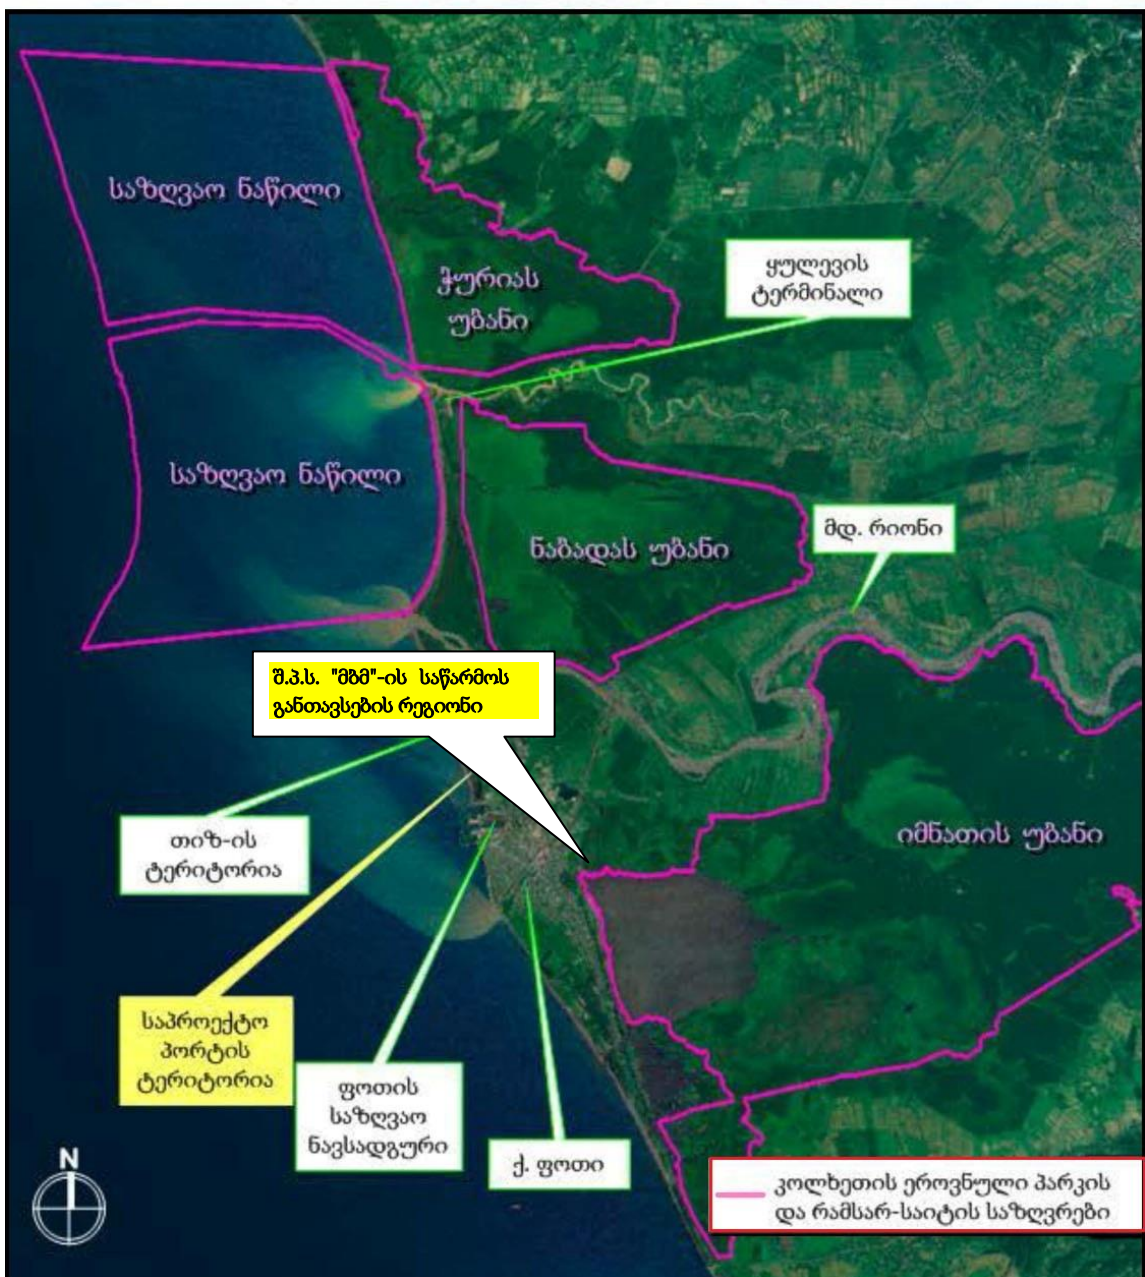 საზღვაო ნაწილი
ჭურიას
უბანი
ყულევის
ტერმინალი
საზღვაო ნაწილი
ნაბადას უბანი
მდ. რიონი
შ.პ.ს. "მბმ"-ის საწარმოს
განთავსების რეგიონი
იმნათის უბანი
თიზ-ის
ტერიტორია
საპროექტო
პორტის
ტერიტორია
ფოთის
საზღვაო
ნავსადგური
ქ. ფოთი
N
კოლხეთის ეროვნული პარკის
და რამსარ-საიტის საზღვრები